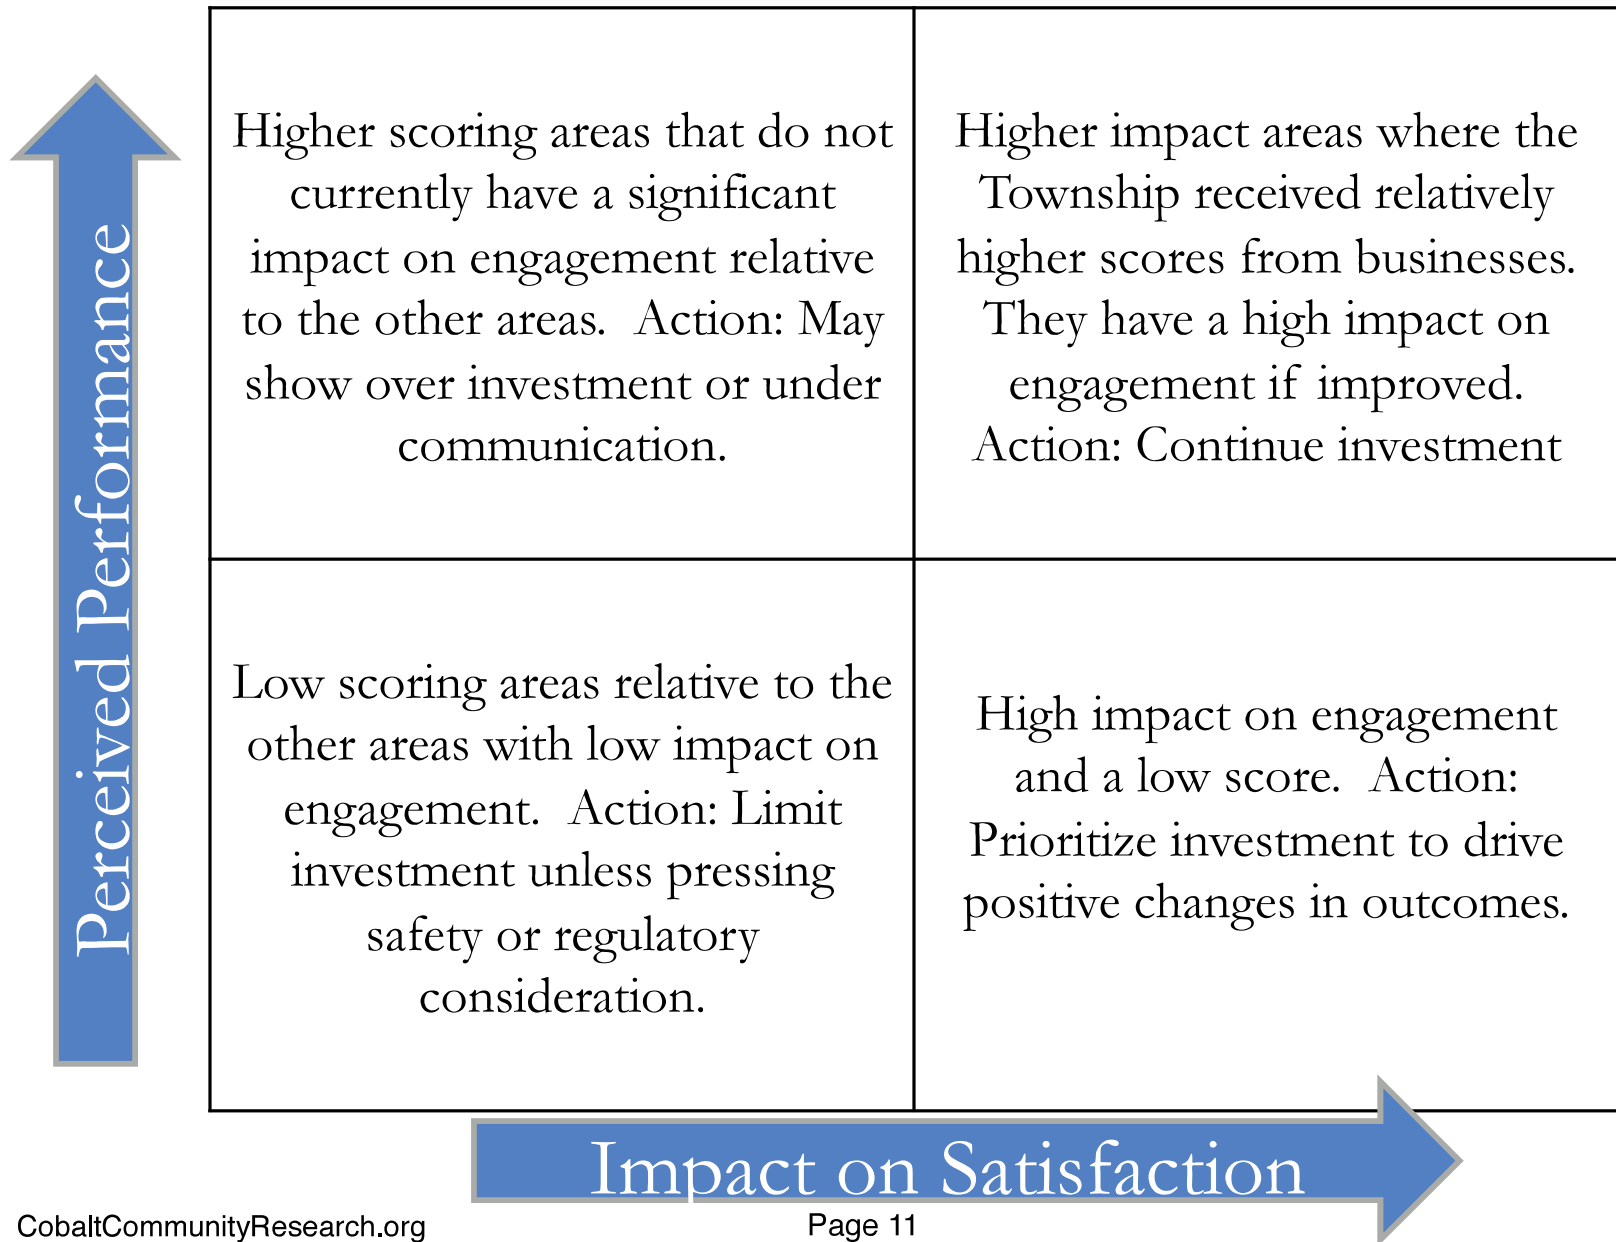 Perceived Performance
Higher scoring areas that do not
currently have a significant
impact on engagement relative
to the other areas.  Action: May
show over investment or under
communication.
Higher impact areas where the
Township received relatively
higher scores from businesses.
They have a high impact on
engagement if improved.
Action: Continue investment
Low scoring areas relative to the
other areas with low impact on
engagement.  Action: Limit
investment unless pressing
safety or regulatory
consideration.
High impact on engagement
and a low score.  Action:
Prioritize investment to drive
positive changes in outcomes.
Impact on Satisfaction
CobaltCommunityResearch.org
Page 11